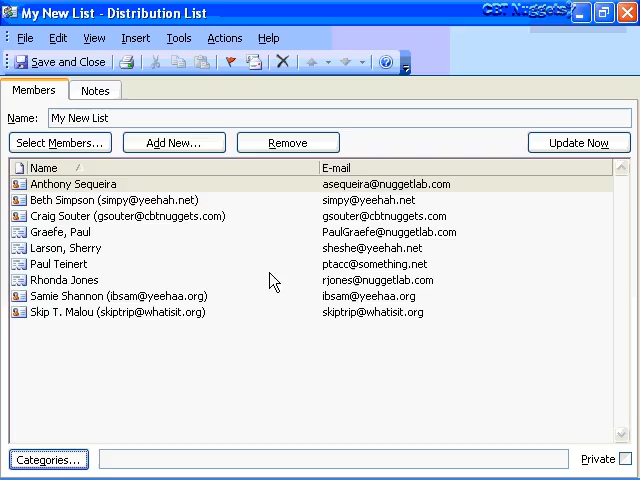 My New List - Distribution List
CBT Nuggets
File Edit View Insert Tools Actions Help
Save and Close
Members Notes
Name: My New List
Select Members... Add New... Remove Update Now
Name E-mail
Anthony Sequeira asequeira@nuggetlab.com
Beth Simpson (simpy@yeehah.net) simpy@yeehah.net
Craig Souter (gsouter@cbtnuggets.com) gsouter@cbtnuggets.com
Graefe, Paul PaulGraefe@nuggetlab.com
Larson, Sherry sheshe@yeehah.net
Paul Teinert ptacc@something.net
Rhonda Jones rjones@nuggetlab.com
Samie Shannon (ibsam@yeehaa.org) ibsam@yeehaa.org
Skip T. Malou (skiptrip@whatisit.org) skiptrip@whatisit.org
Categories... Private